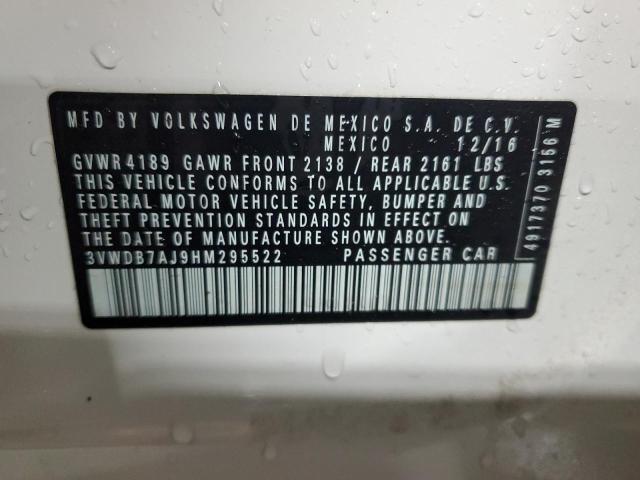 MFD BY VOLKSWAGEN DE MEXICO S.A. DE C.V.
MEXICO 12/16
GVWR 4189 GAWR FRONT 2138 / REAR 2161 LBS
THIS VEHICLE CONFORMS TO ALL APPLICABLE U.S.
FEDERAL MOTOR VEHICLE SAFETY, BUMPER AND
THEFT PREVENTION STANDARDS IN EFFECT ON
THE DATE OF MANUFACTURE SHOWN ABOVE.
3VWDB7AJ9HM295522 PASSENGER CAR
4917370 3156 M